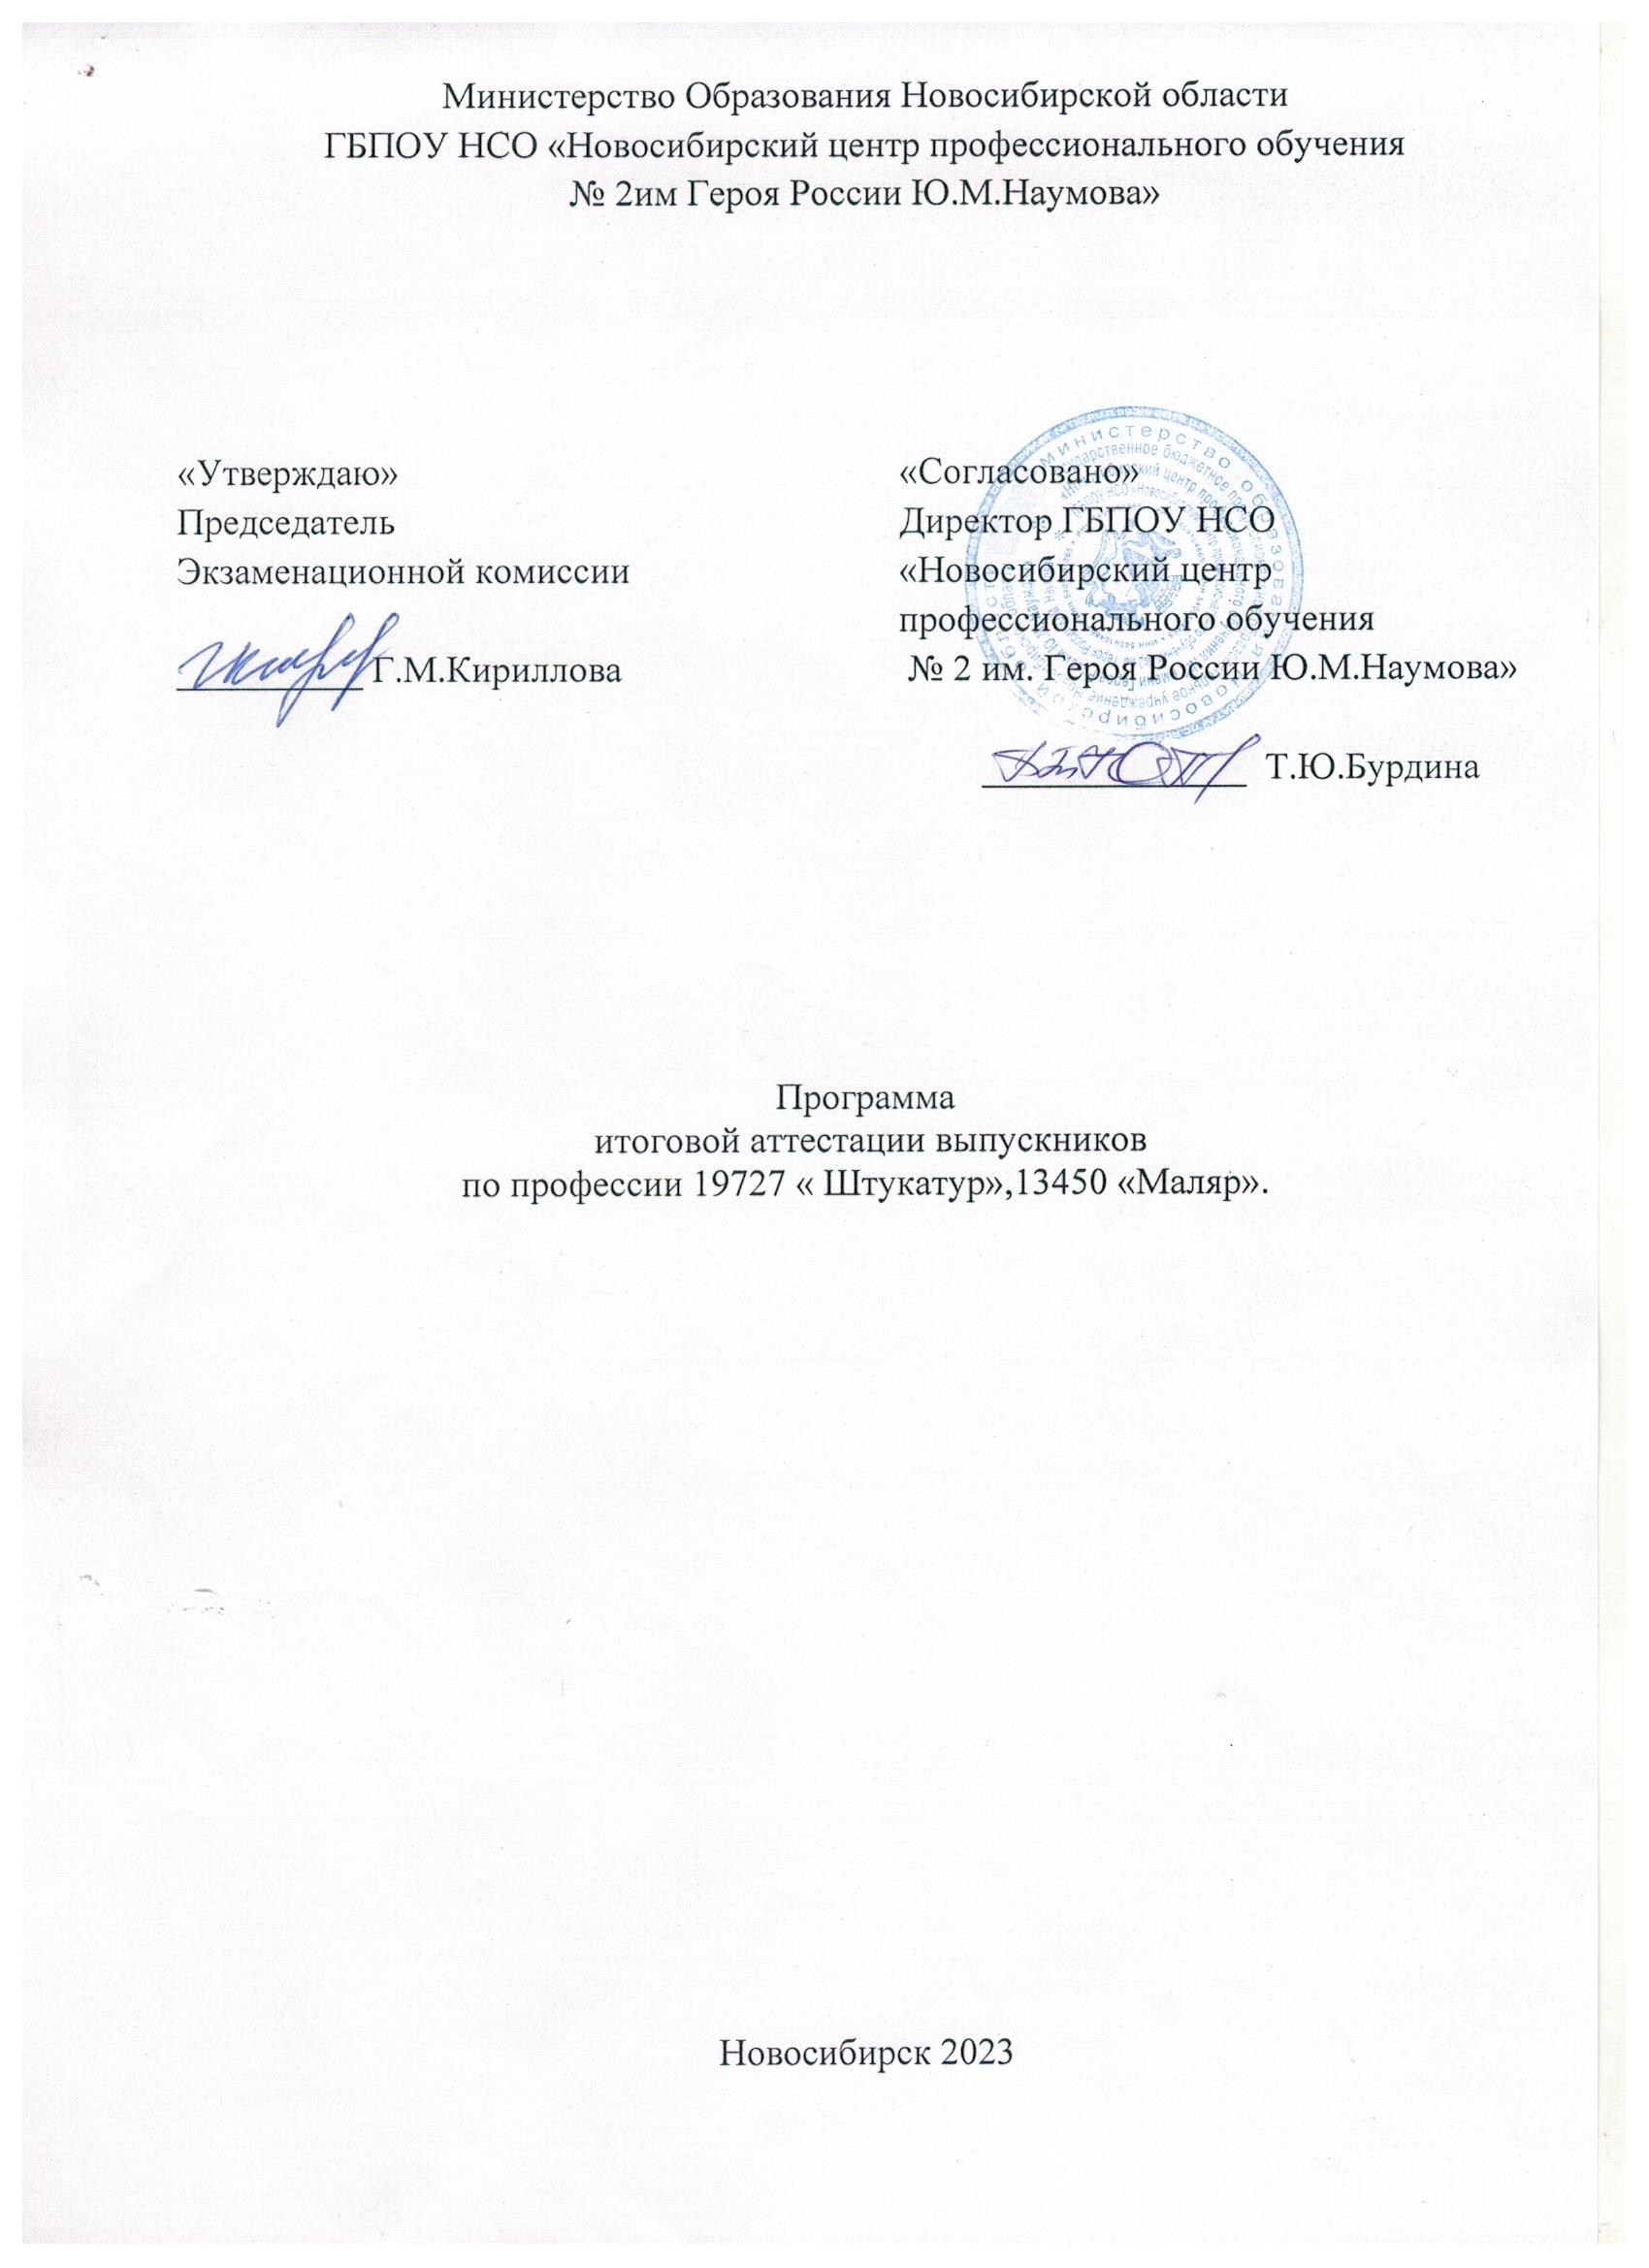 Министерство Образования Новосибирской области
ГБПОУ НСО «Новосибирский центр профессионального обучения
№ 2им Героя России Ю.М.Наумова»
«Утверждаю»
Председатель
Экзаменационной комиссии
Г.М.Кириллова
«Согласовано»
Директор ГБПОУ НСО
«Новосибирский центр
профессионального обучения
№ 2 им. Героя России Ю.М.Наумова»
Т.Ю.Бурдина
Программа
итоговой аттестации выпускников
по профессии 19727 « Штукатур»,13450 «Маляр».
Новосибирск 2023